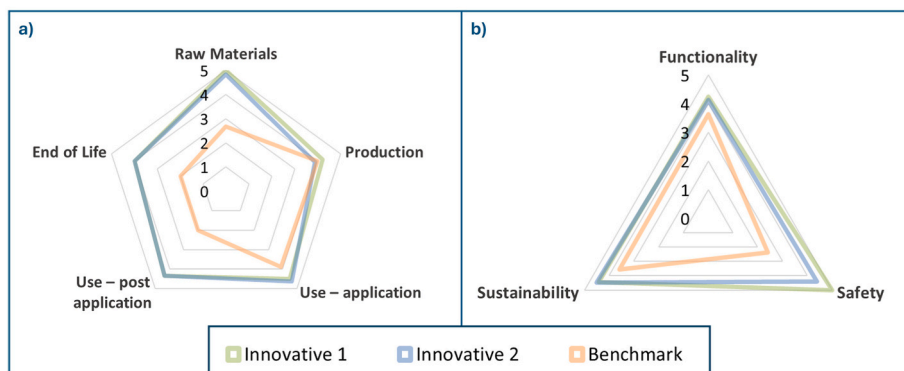 a)
Raw Materials
5
4
3
2
1
0
End of Life
Production
Use – post
application
Use – application
b)
Functionality
5
4
3
2
1
0
Sustainability
Safety
Innovative 1
Innovative 2
Benchmark